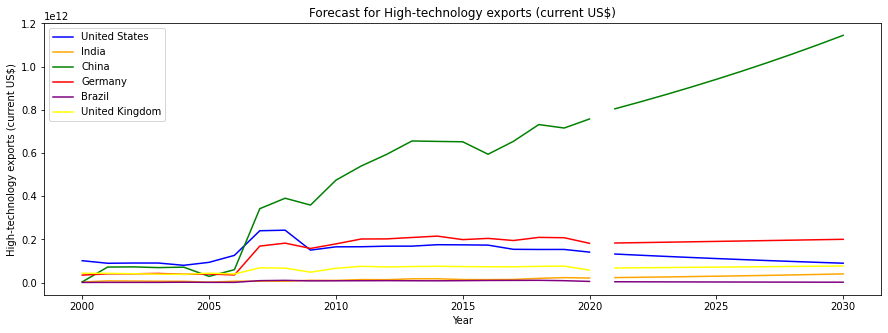 Forecast for High-technology exports (current US$)
1e12
1.2
1.0
0.8
0.6
0.4
0.2
0.0
High-technology exports (current US$)
United States
India
China
Germany
Brazil
United Kingdom
2000 2005 2010 2015 2020 2025 2030
Year